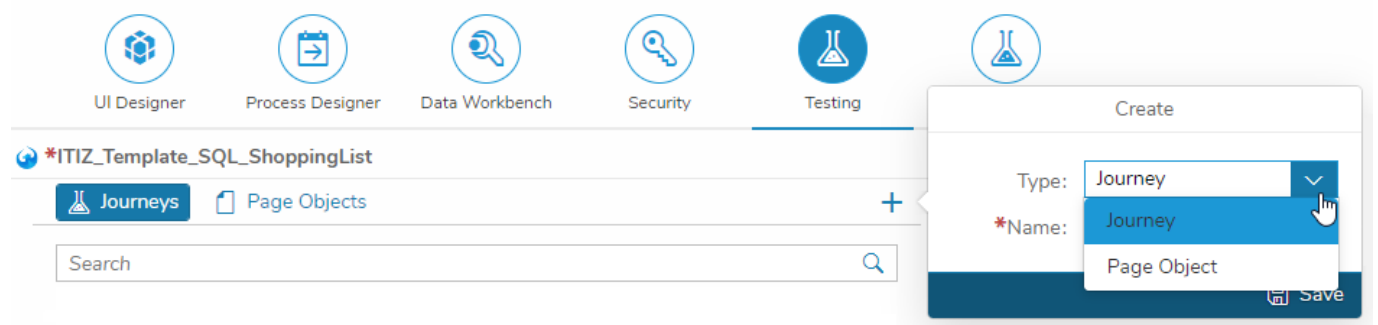 UI Designer
Process Designer
Data Workbench
Security
Testing
Create
*ITIZ_Template_SQL_ShoppingList
Type: Journey
Journeys
Page Objects
*Name:
Journey
Search
Page Object
Save